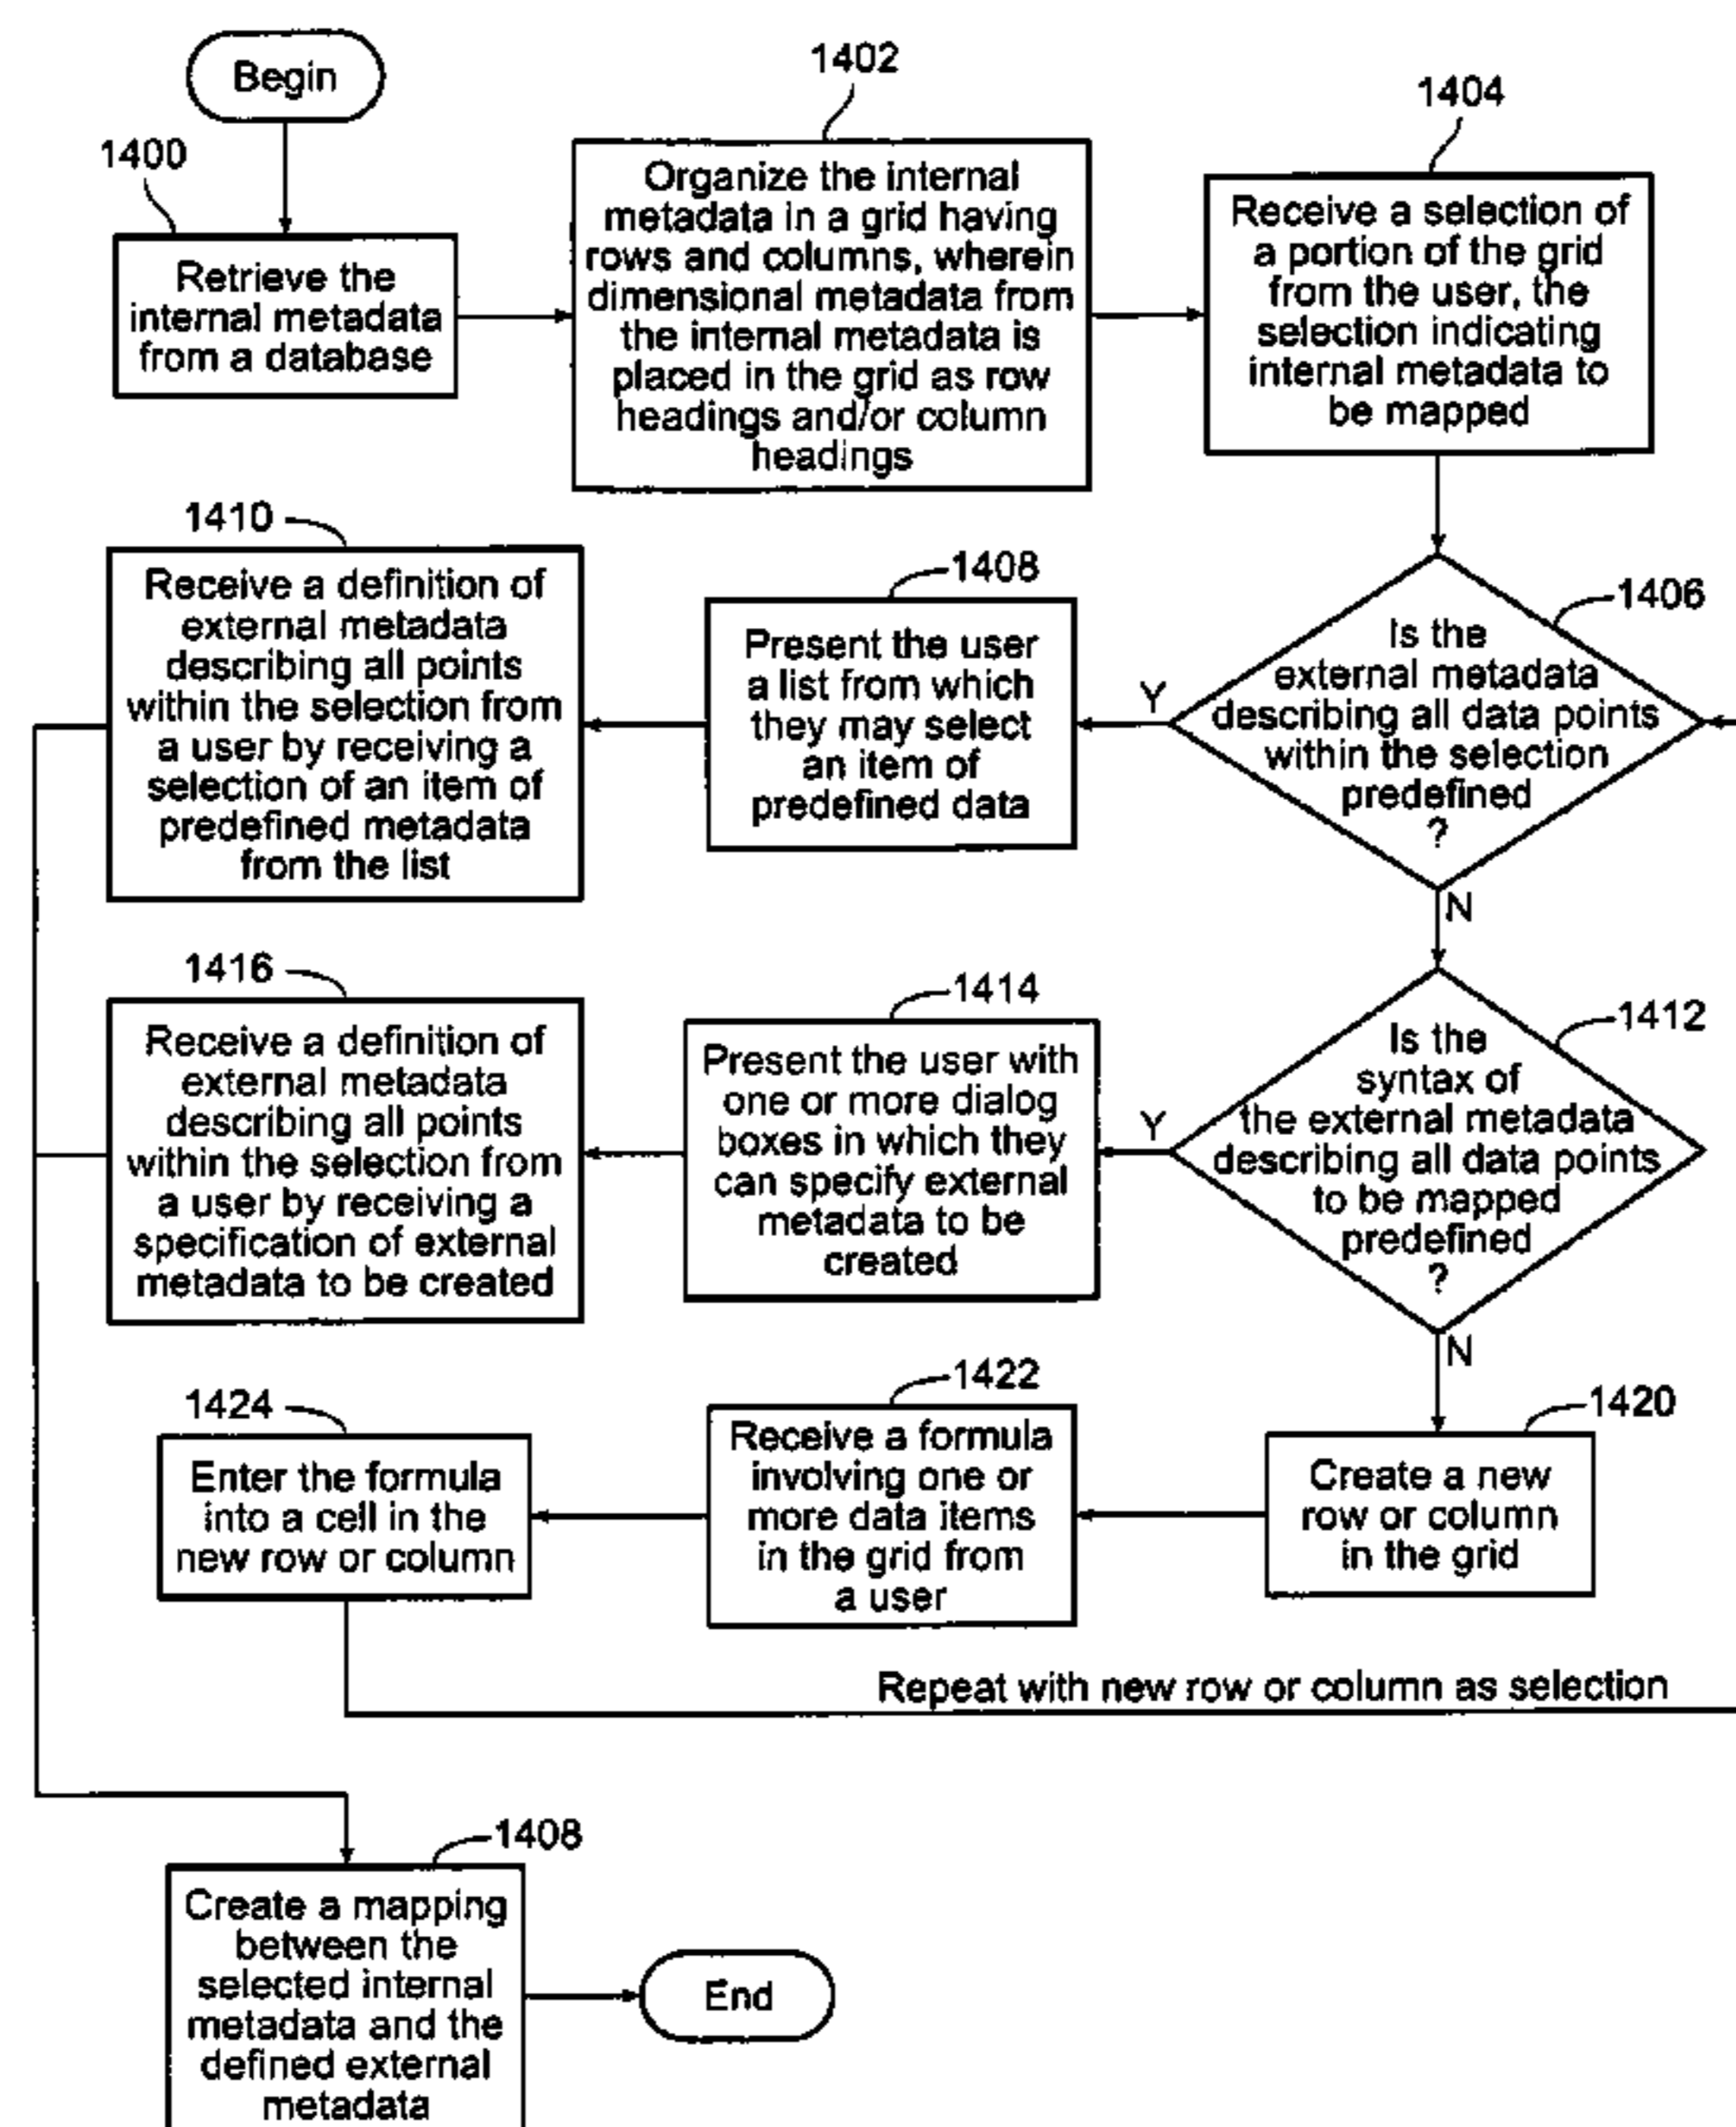 Begin
1400
Retrieve the
internal metadata
from a database
1402
Organize the internal
metadata in a grid having
rows and columns, wherein
dimensional metadata from
the internal metadata is
placed in the grid as row
headings and/or column
headings
1404
Receive a selection of
a portion of the grid
from the user, the
selection indicating
internal metadata to
be mapped
1406
Is the
external metadata
describing all data points
within the selection
predefined
?
Y
N
1408
Present the user
a list from which
they may select
an item of
predefined data
1410
Receive a definition of
external metadata
describing all points
within the selection from
a user by receiving a
selection of an item of
predefined metadata
from the list
1412
Is the
syntax of
the external metadata
describing all data points
to be mapped
predefined
?
Y
N
1414
Present the user with
one or more dialog
boxes in which they
can specify external
metadata to be
created
1416
Receive a definition of
external metadata
describing all points
within the selection from
a user by receiving a
specification of external
metadata to be created
1420
Create a new
row or column
in the grid
1422
Receive a formula
involving one or
more data items
in the grid from
a user
1424
Enter the formula
into a cell in the
new row or column
Repeat with new row or column as selection
1408
Create a mapping
between the
selected internal
metadata and the
defined external
metadata
End